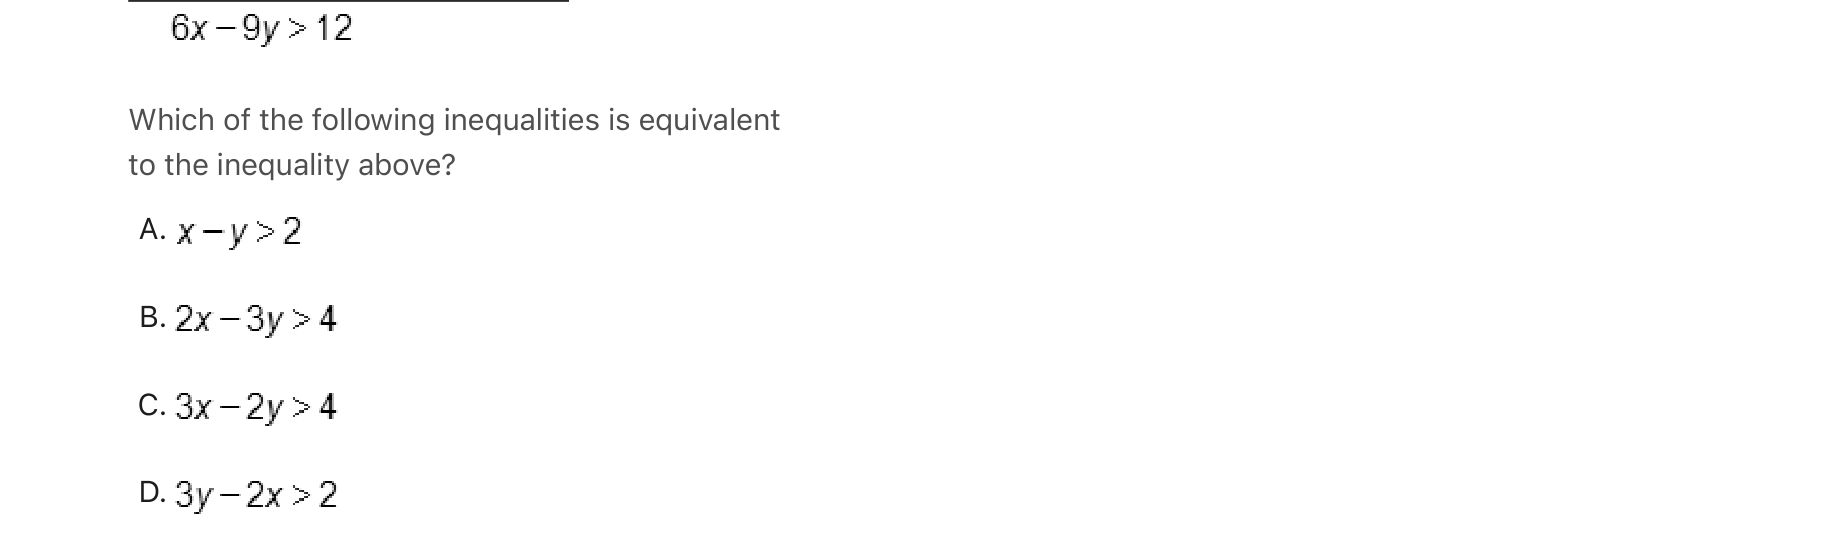 6x – 9y > 12
Which of the following inequalities is equivalent
to the inequality above?
A. x – y > 2
B. 2x – 3y > 4
C. 3x – 2y > 4
D. 3y – 2x > 2